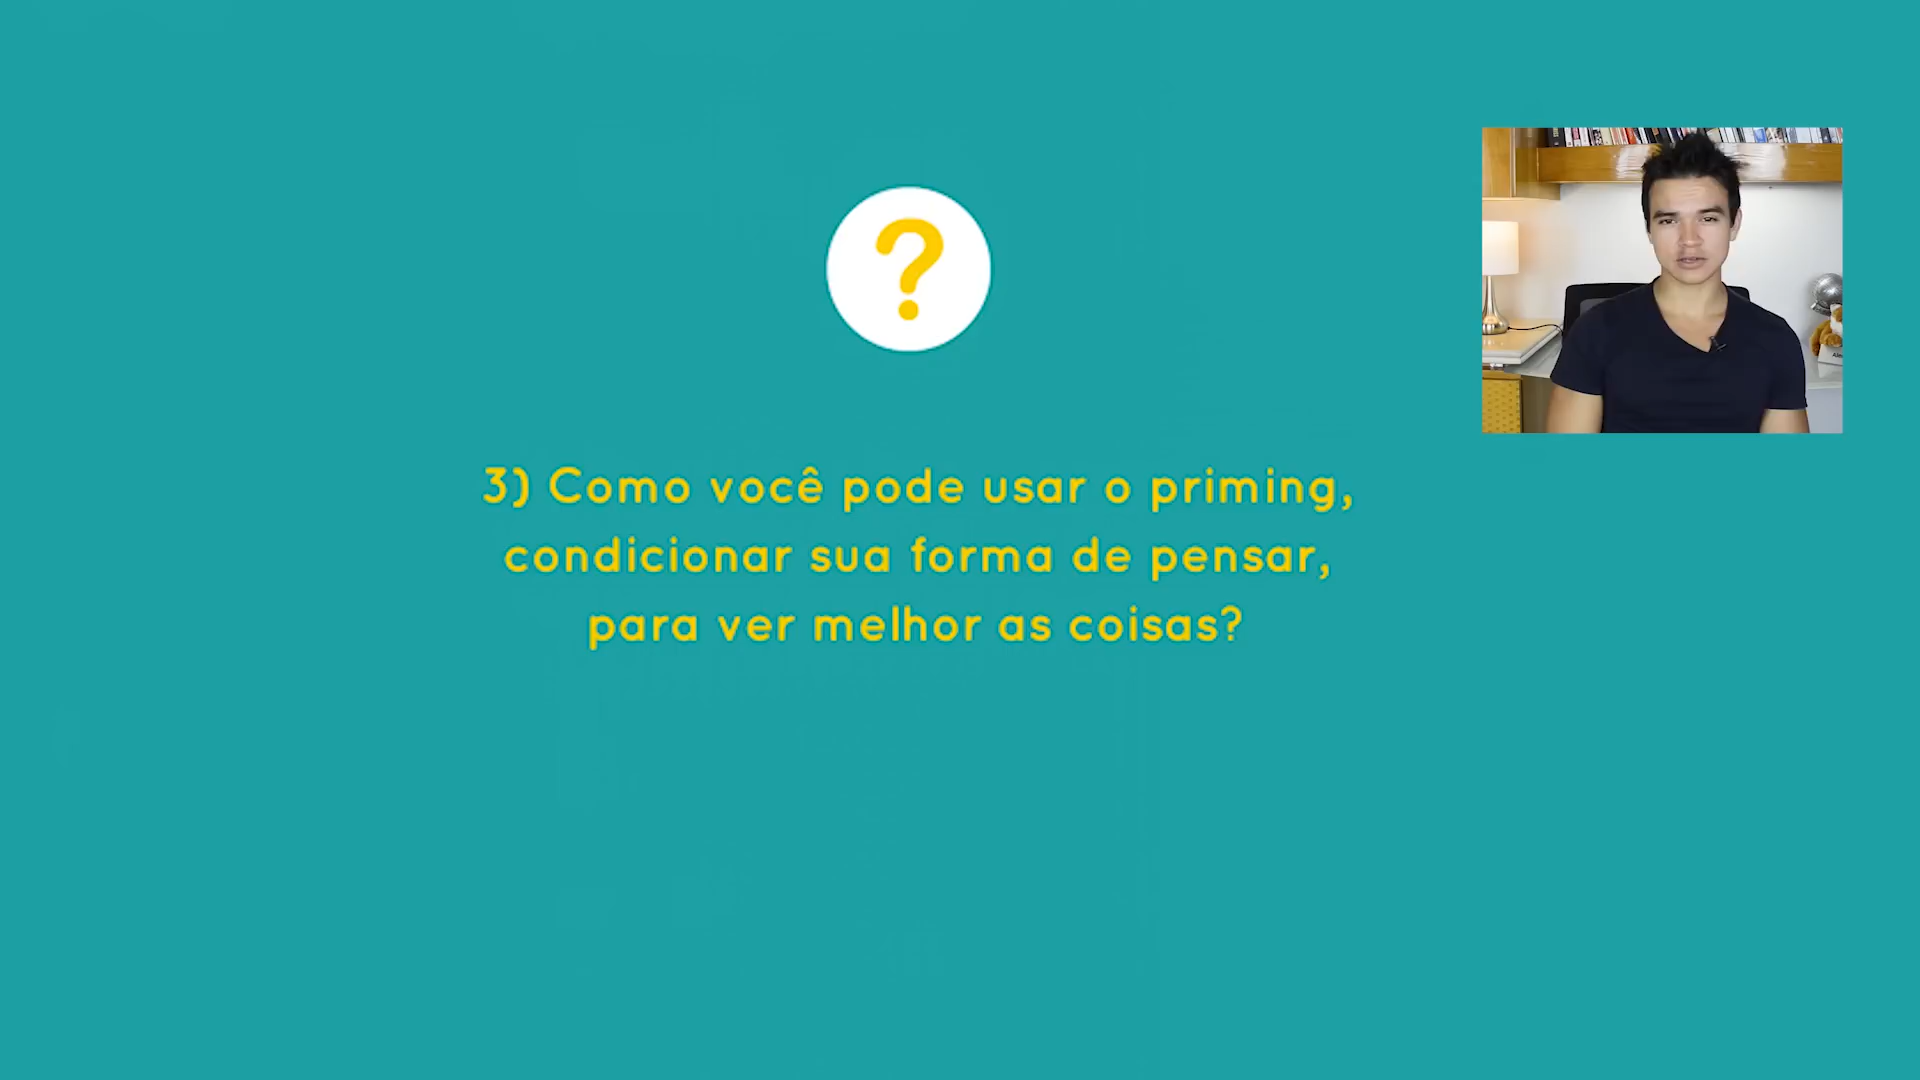 ?
3) Como você pode usar o priming,
condicionar sua forma de pensar,
para ver melhor as coisas?